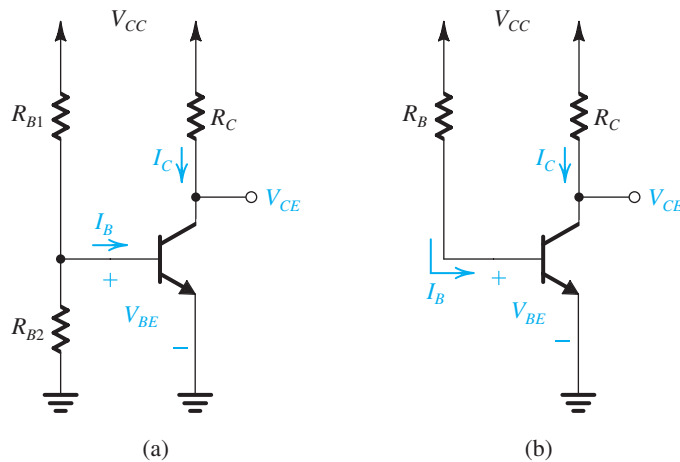 V_CC
R_B1
R_C
I_C
V_CE
I_B
+
V_BE
R_B2
−
(a)
V_CC
R_B
R_C
I_C
V_CE
I_B
+
V_BE
−
(b)